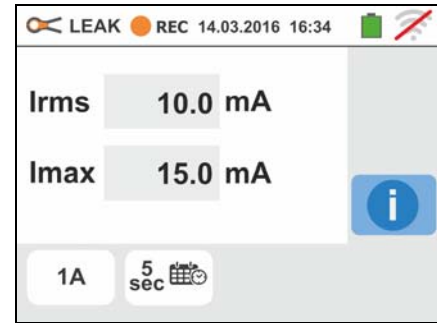 LEAK REC 14.03.2016 16:34
Irms 10.0 mA
Imax 15.0 mA
i
1A 5 sec